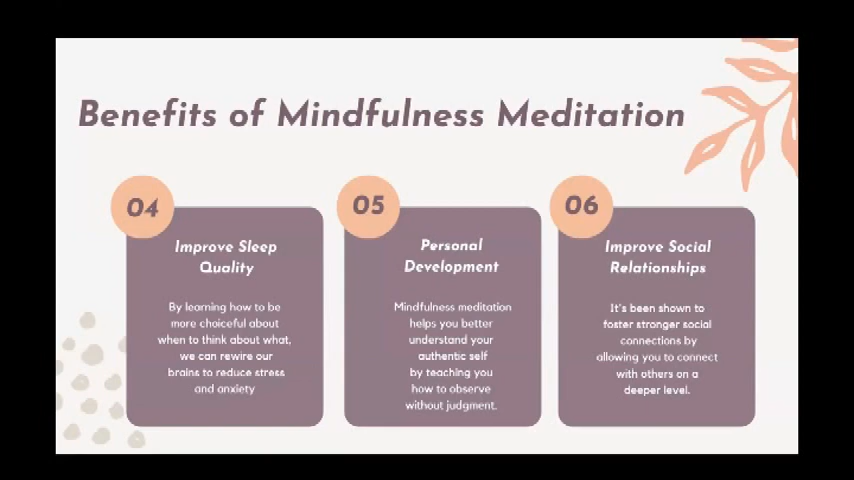 Benefits of Mindfulness Meditation
04
Improve Sleep
Quality
By learning how to be
more choiceful about
when to think about what,
we can rewire our
brains to reduce stress
and anxiety
05
Personal
Development
Mindfulness meditation
helps you better
understand your
authentic self
by teaching you
how to observe
without judgment.
06
Improve Social
Relationships
It's been shown to
foster stronger social
connections by
allowing you to connect
with others on a
deeper level.